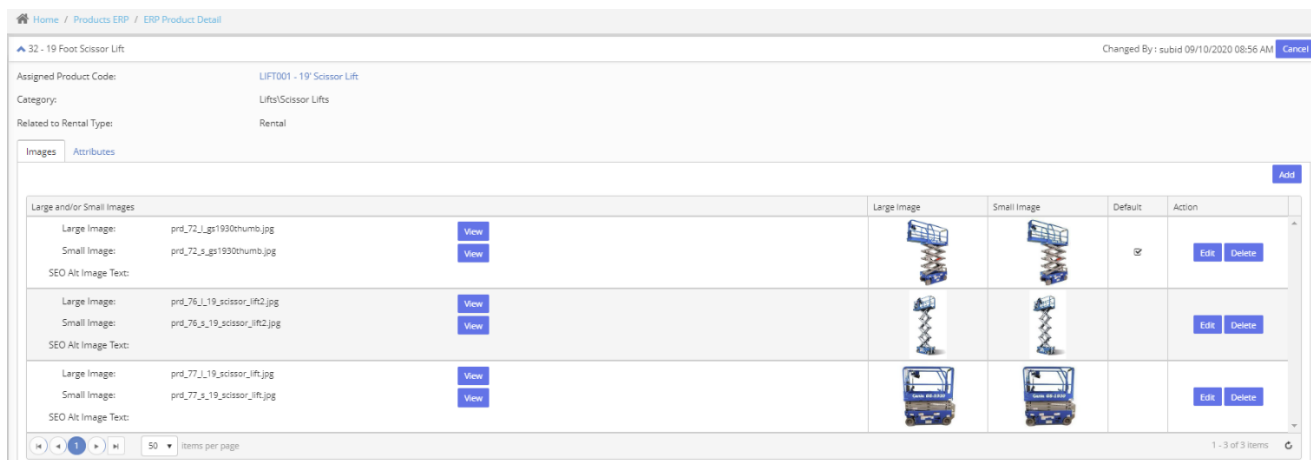 Home / Products ERP / ERP Product Detail
32 - 19 Foot Scissor Lift Changed By : subid 09/10/2020 08:56 AM Cancel
Assigned Product Code: LIFT001 - 19' Scissor Lift
Category: Lifts\Scissor Lifts
Related to Rental Type: Rental
Images Attributes
Add
Large and/or Small Images Large Image Small Image Default Action
Large Image: prd_72_l_gs1930thumb.jpg View
Small Image: prd_72_s_gs1930thumb.jpg View Edit Delete
SEO Alt Image Text:
Large Image: prd_76_l_19_scissor_lift2.jpg View
Small Image: prd_76_s_19_scissor_lift2.jpg View Edit Delete
SEO Alt Image Text:
Large Image: prd_77_l_19_scissor_lift.jpg View
Small Image: prd_77_s_19_scissor_lift.jpg View Edit Delete
SEO Alt Image Text:
1 50 items per page 1 - 3 of 3 items